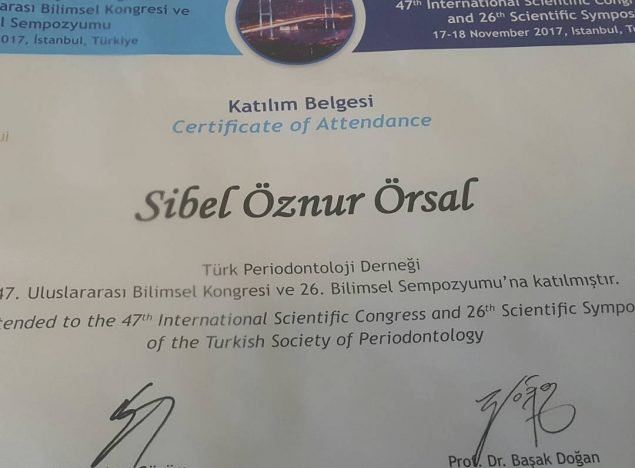 arası Bilimsel Kongresi ve
l Sempozyumu
017, İstanbul, Türkiye
47th International Scientific Cong
and 26th Scientific Sympos
17-18 November 2017, İstanbul, T
Katılım Belgesi
Certificate of Attendance
Sibel Öznur Örsal
Türk Periodontoloji Derneği
47. Uluslararası Bilimsel Kongresi ve 26. Bilimsel Sempozyumu'na katılmıştır.
tended to the 47th International Scientific Congress and 26th Scientific Sympo
of the Turkish Society of Periodontology
Prof. Dr. Başak Doğan